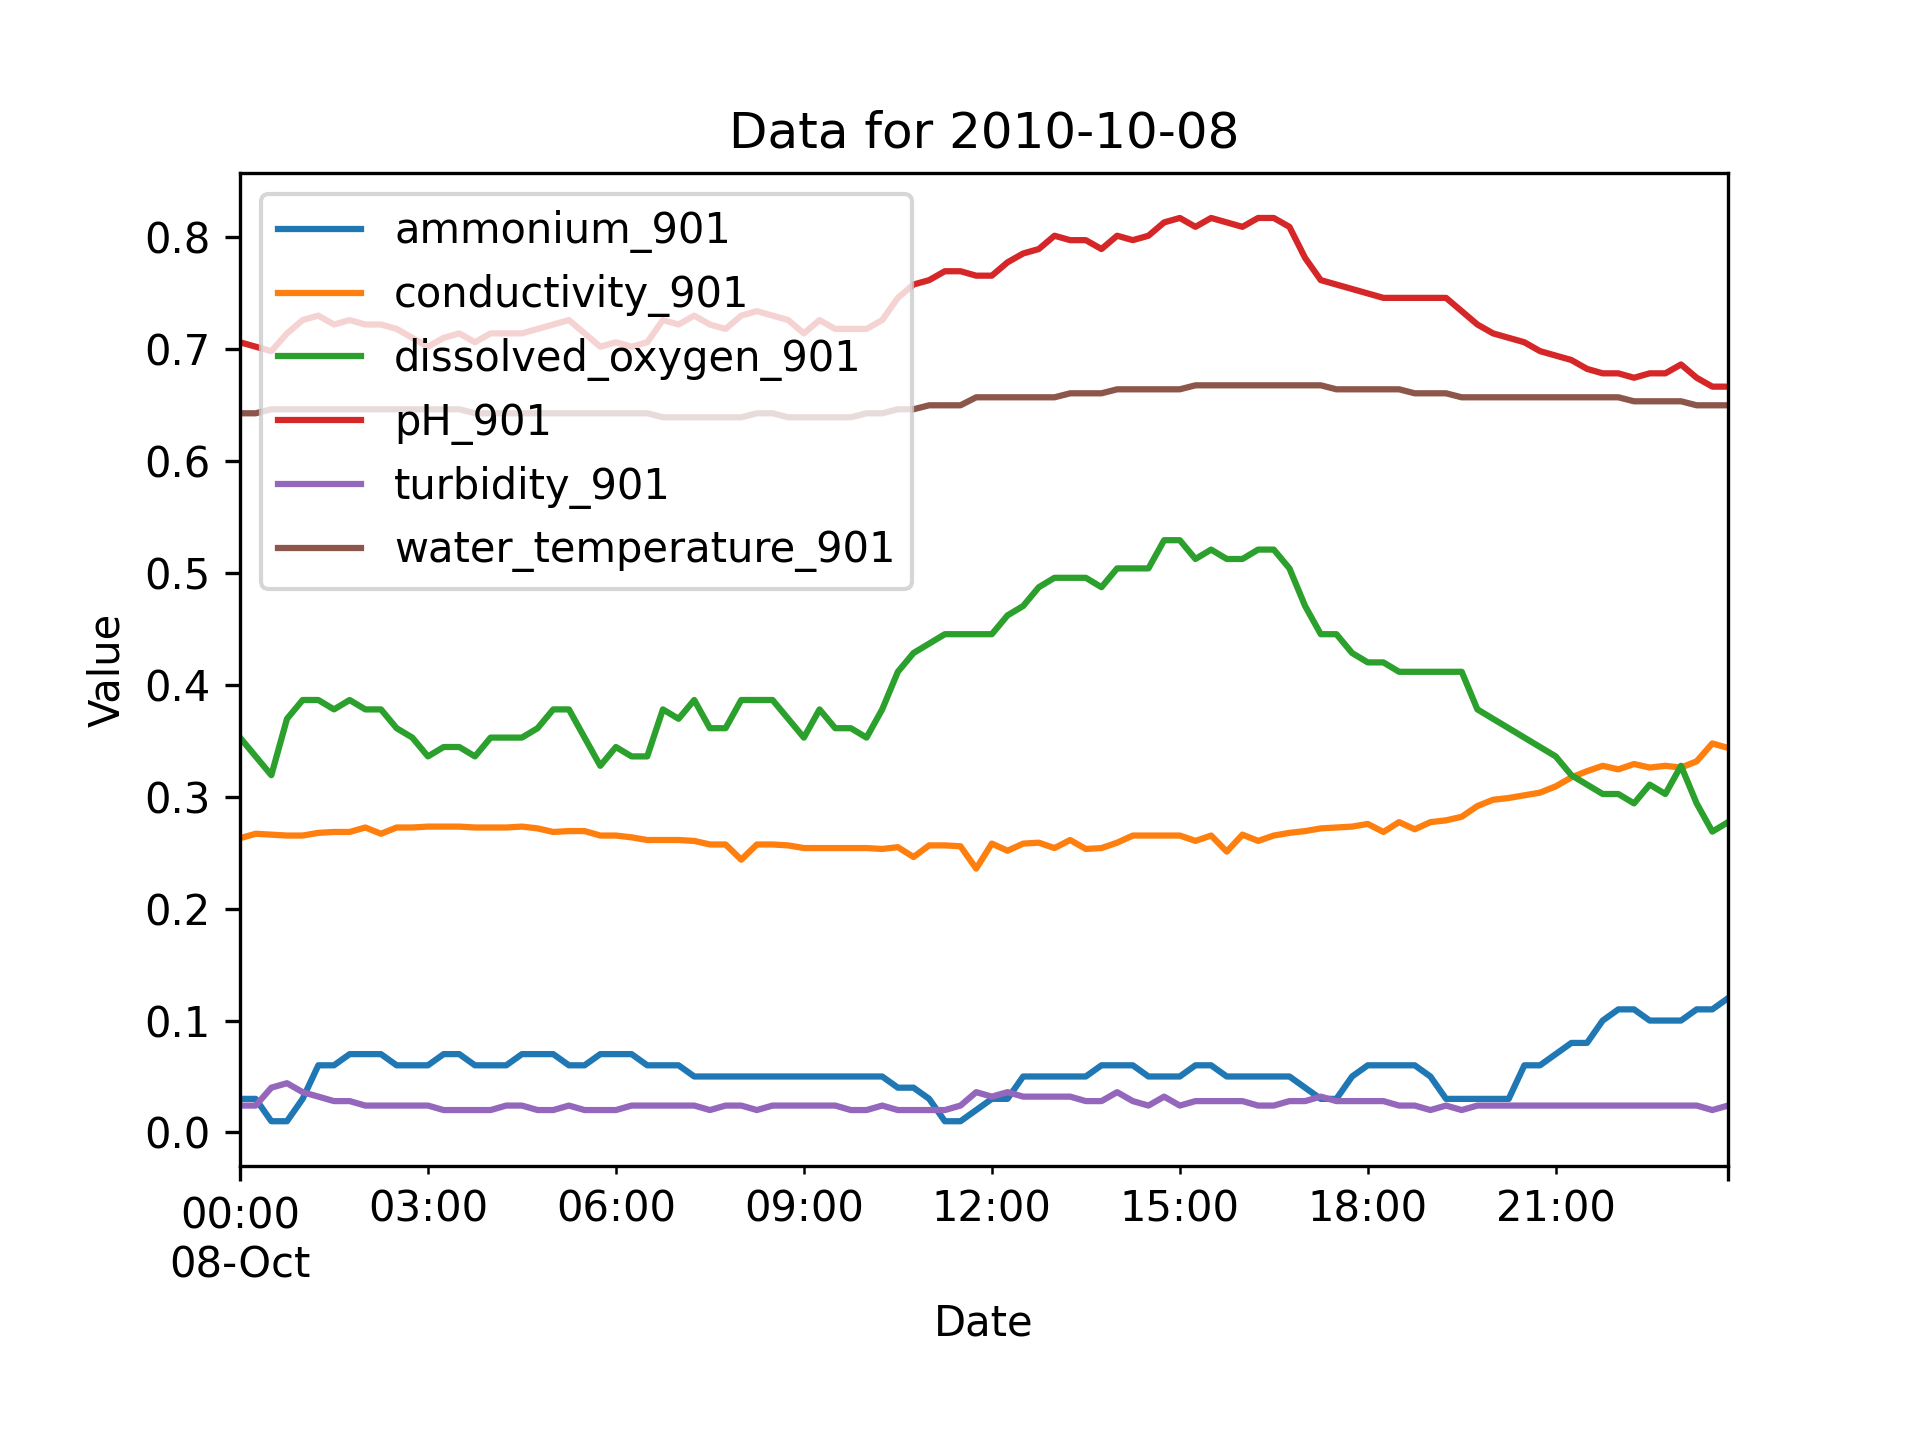 Data for 2010-10-08
ammonium_901
conductivity_901
dissolved_oxygen_901
pH_901
turbidity_901
water_temperature_901
Value
0.8
0.7
0.6
0.5
0.4
0.3
0.2
0.1
0.0
00:00 03:00 06:00 09:00 12:00 15:00 18:00 21:00
08-Oct
Date